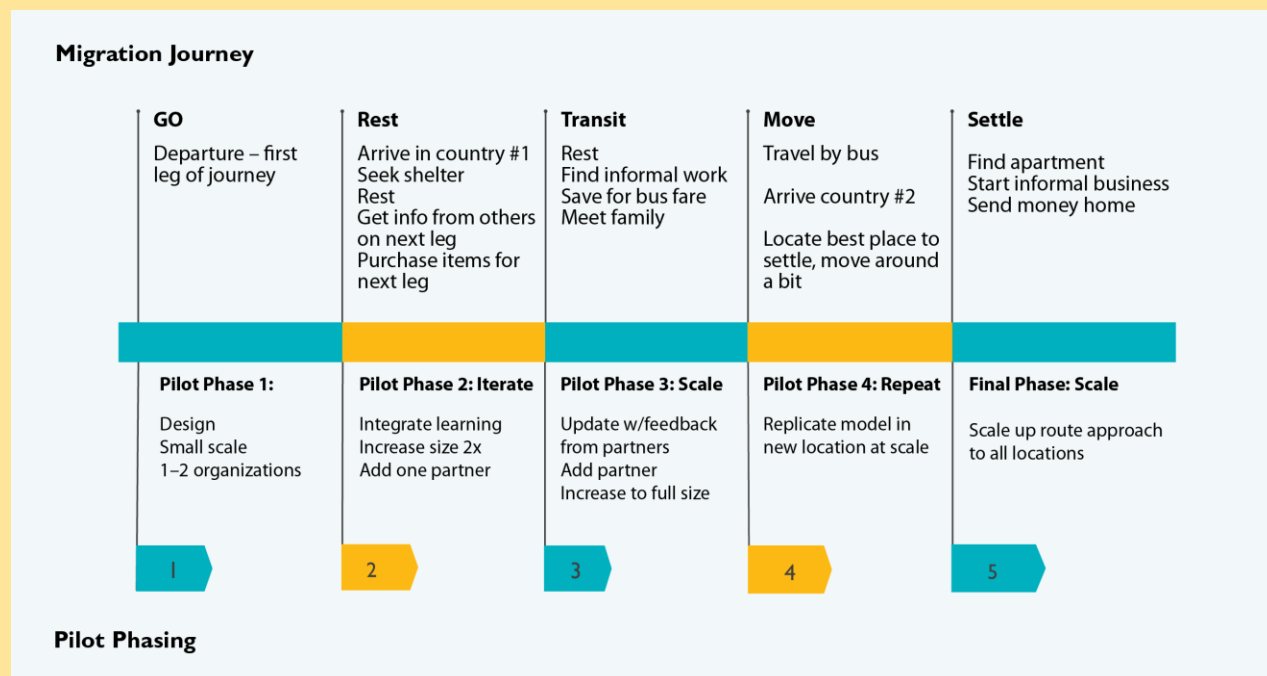 Migration Journey
GO
Departure – first
leg of journey
Rest
Arrive in country #1
Seek shelter
Rest
Get info from others
on next leg
Purchase items for
next leg
Transit
Rest
Find informal work
Save for bus fare
Meet family
Move
Travel by bus
Arrive country #2
Locate best place to
settle, move around
a bit
Settle
Find apartment
Start informal business
Send money home
Pilot Phase 1:
Design
Small scale
1–2 organizations
Pilot Phase 2: Iterate
Integrate learning
Increase size 2x
Add one partner
Pilot Phase 3: Scale
Update w/feedback
from partners
Add partner
Increase to full size
Pilot Phase 4: Repeat
Replicate model in
new location at scale
Final Phase: Scale
Scale up route approach
to all locations
1
2
3
4
5
Pilot Phasing